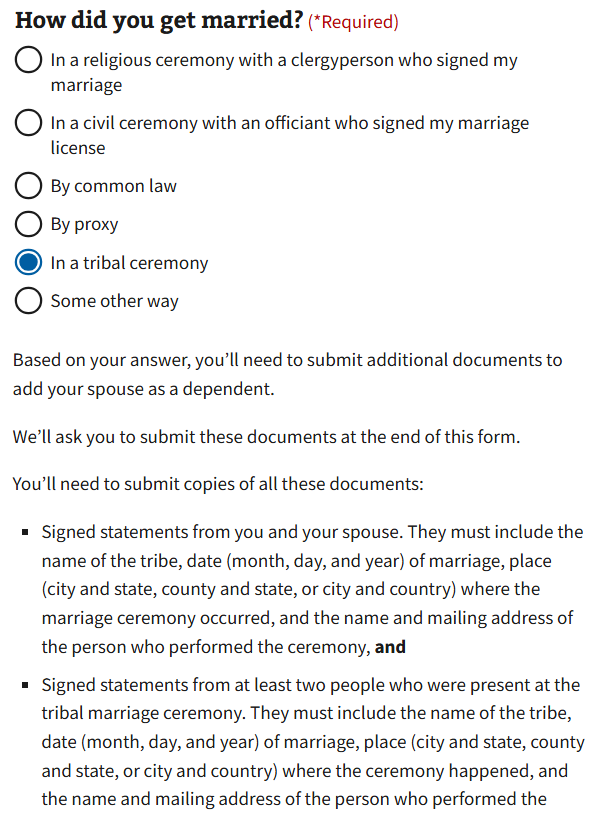 How did you get married? (*Required)
In a religious ceremony with a clergyperson who signed my
marriage
In a civil ceremony with an officiant who signed my marriage
license
By common law
By proxy
In a tribal ceremony
Some other way
Based on your answer, you’ll need to submit additional documents to
add your spouse as a dependent.
We’ll ask you to submit these documents at the end of this form.
You’ll need to submit copies of all these documents:
Signed statements from you and your spouse. They must include the
name of the tribe, date (month, day, and year) of marriage, place
(city and state, county and state, or city and country) where the
marriage ceremony occurred, and the name and mailing address of
the person who performed the ceremony, and
Signed statements from at least two people who were present at the
tribal marriage ceremony. They must include the name of the tribe,
date (month, day, and year) of marriage, place (city and state, county
and state, or city and country) where the ceremony happened, and
the name and mailing address of the person who performed the